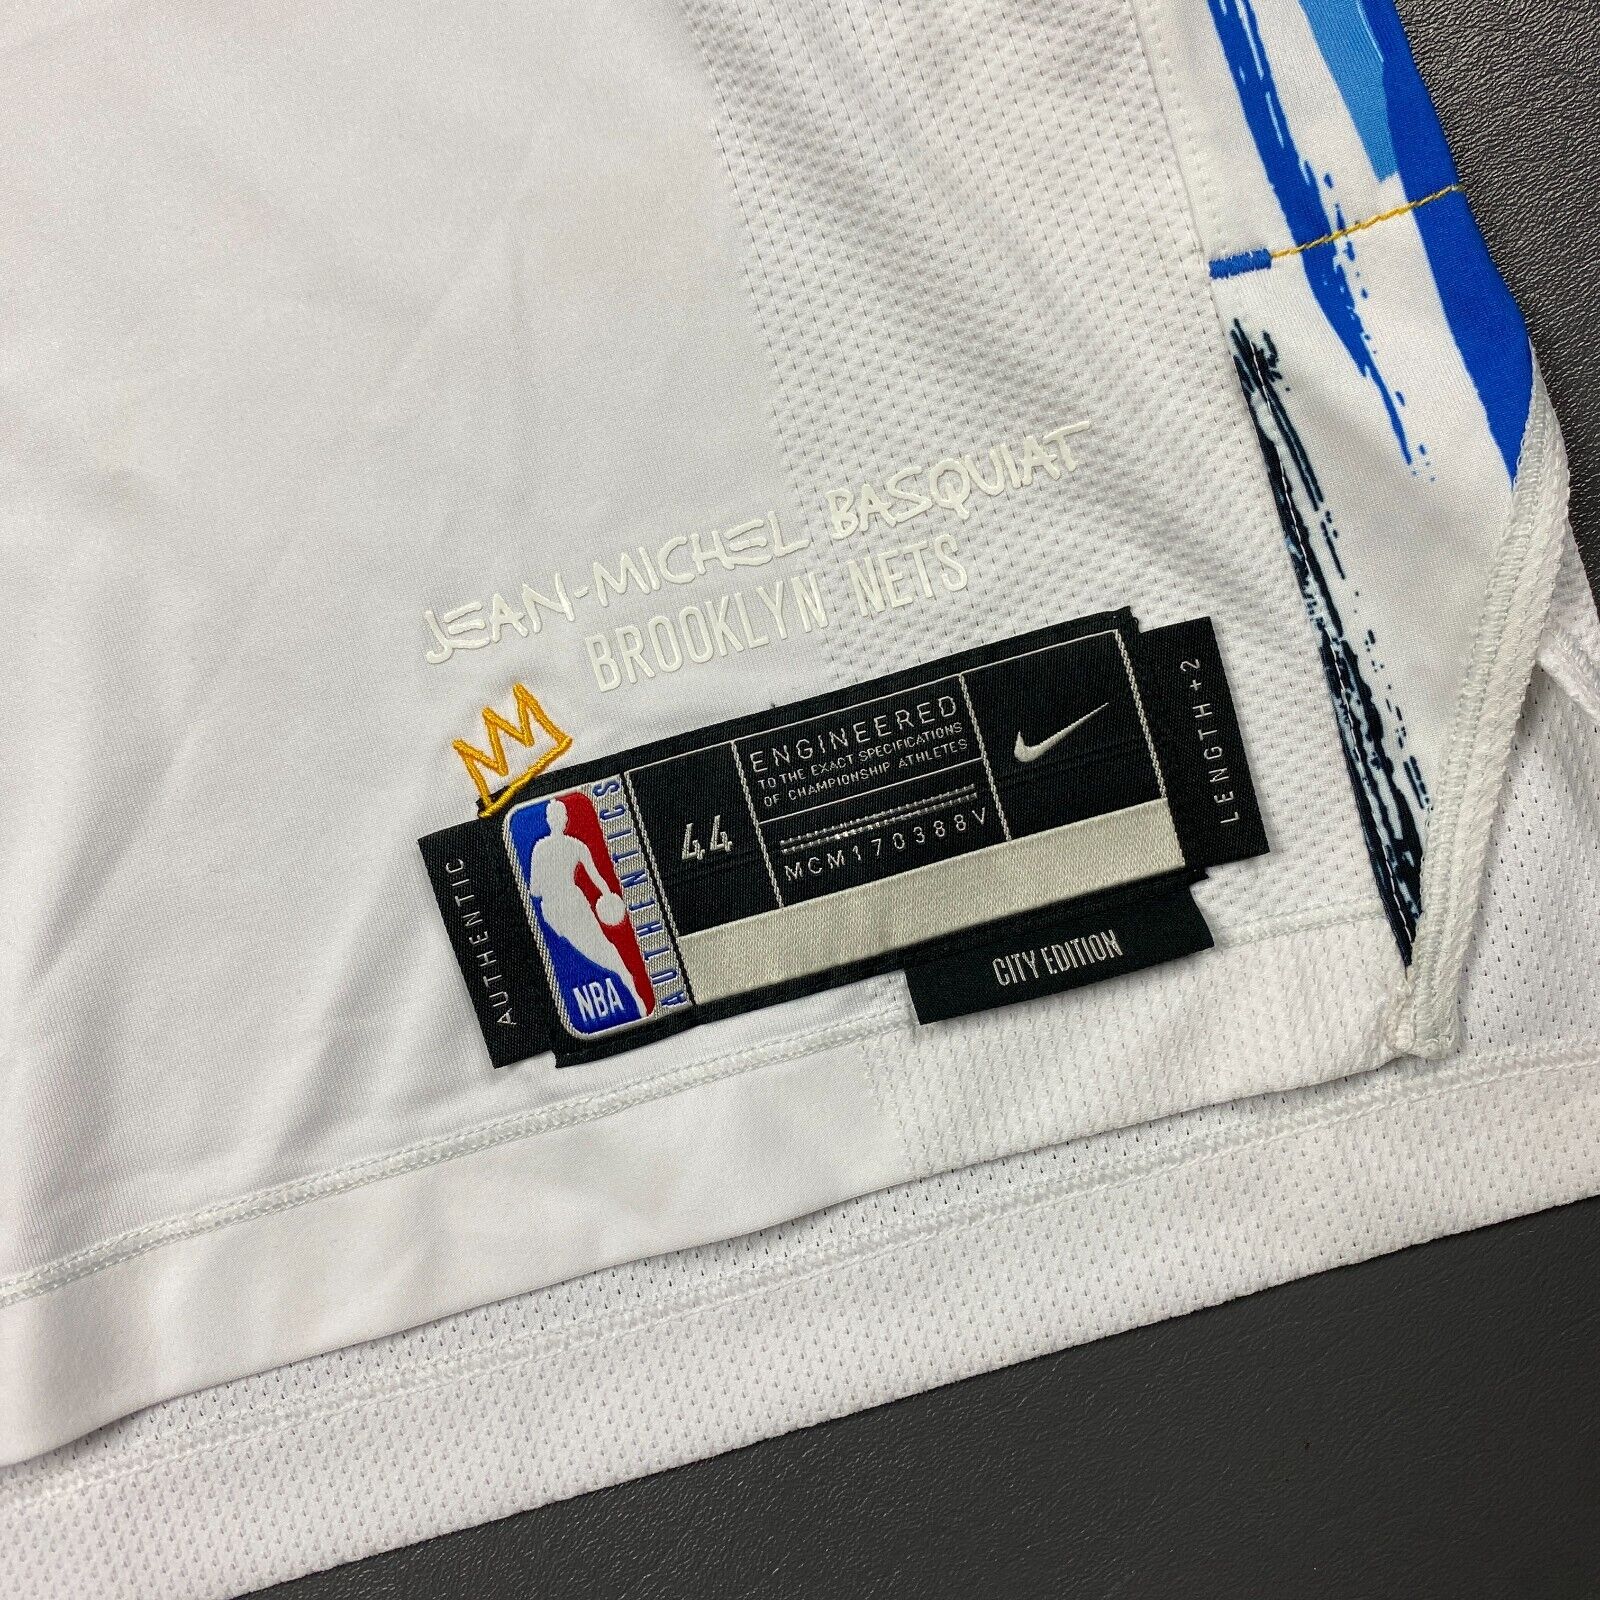 JEAN-MICHEL BASQUIAT
BROOKLYN NETS
AUTHENTIC
NBA
AUTHENTICS
44
ENGINEERED
TO THE EXACT SPECIFICATIONS
OF CHAMPIONSHIP ATHLETES
MCM170388V
LENGTH +2
CITY EDITION